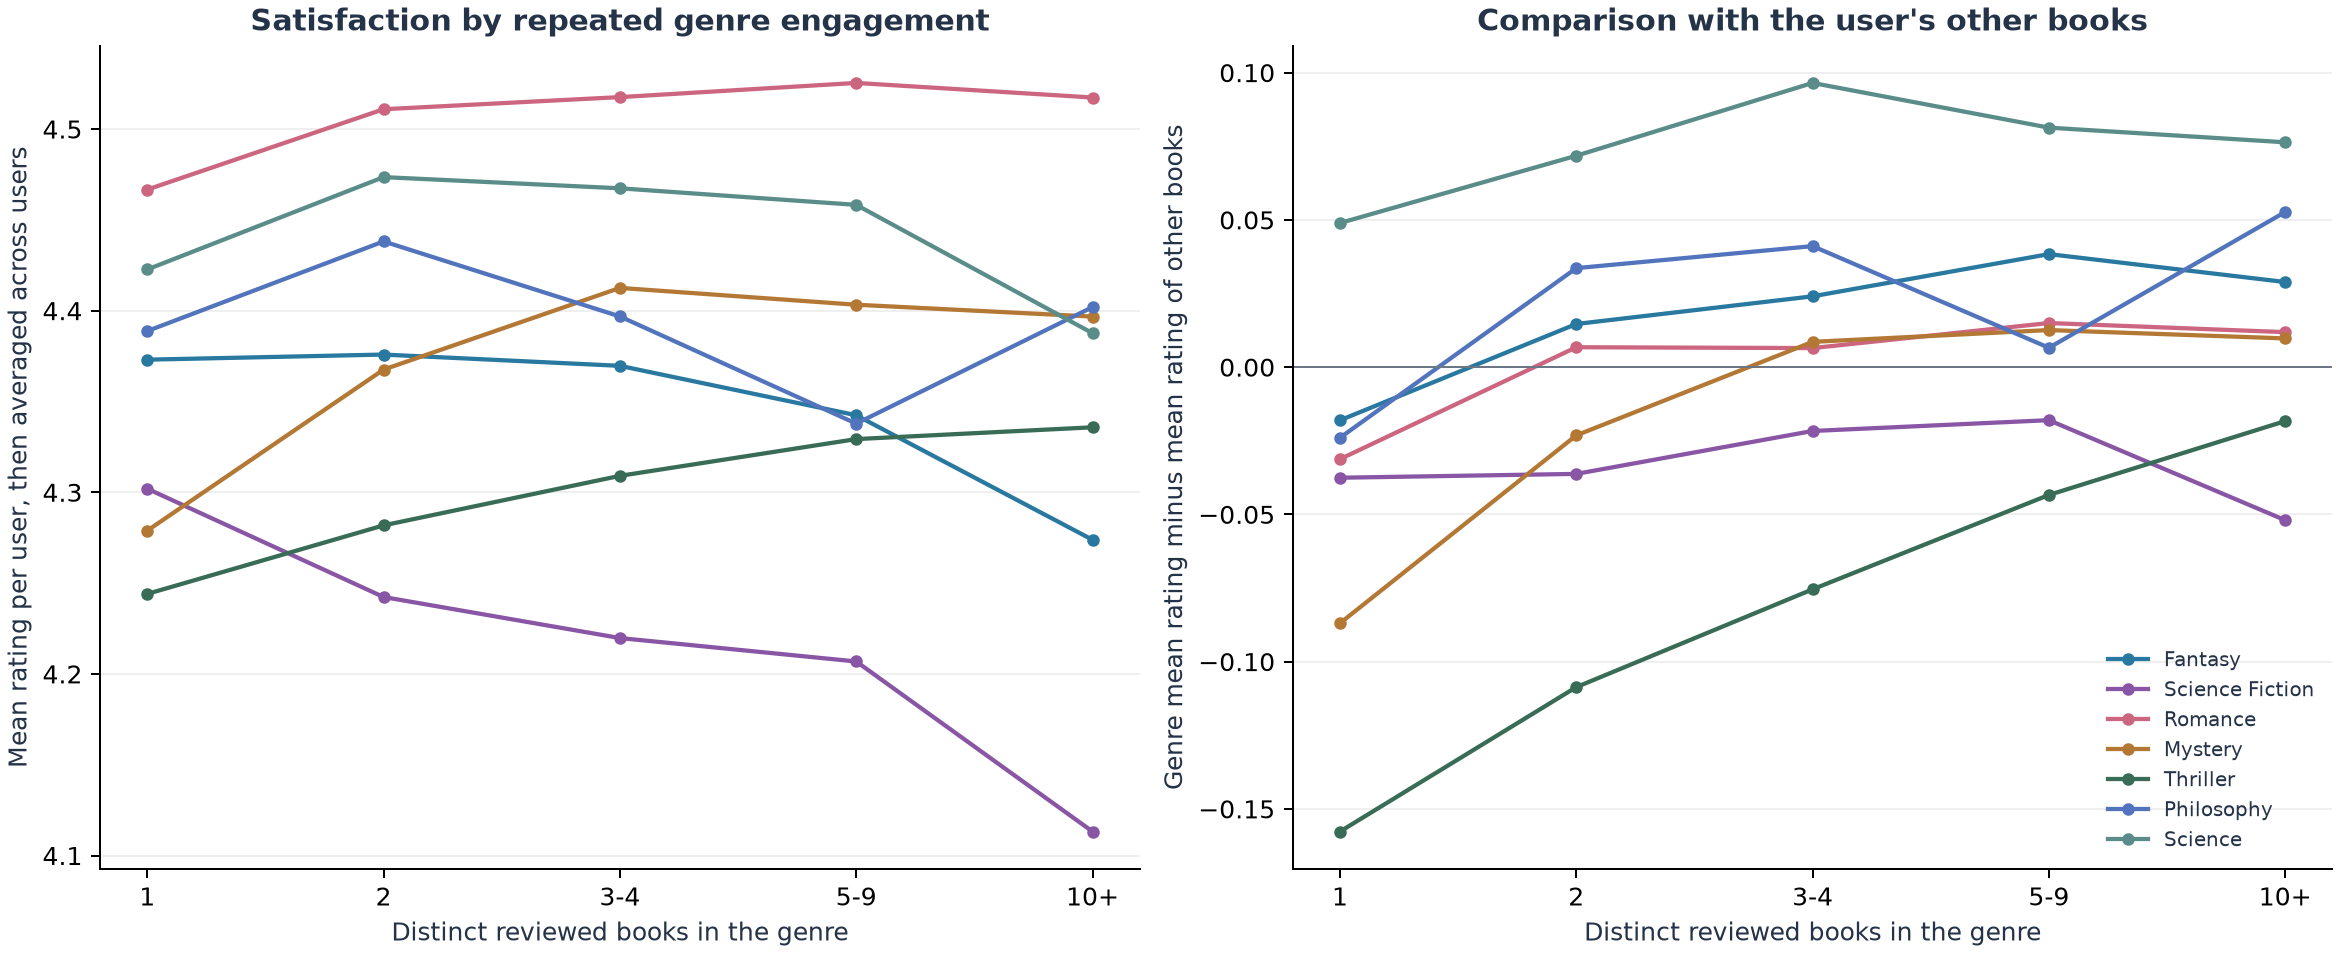 Satisfaction by repeated genre engagement
Mean rating per user, then averaged across users
4.5
4.4
4.3
4.2
4.1
1
2
3-4
5-9
10+
Distinct reviewed books in the genre
Comparison with the user's other books
Genre mean rating minus mean rating of other books
0.10
0.05
0.00
−0.05
−0.10
−0.15
Fantasy
Science Fiction
Romance
Mystery
Thriller
Philosophy
Science
1
2
3-4
5-9
10+
Distinct reviewed books in the genre